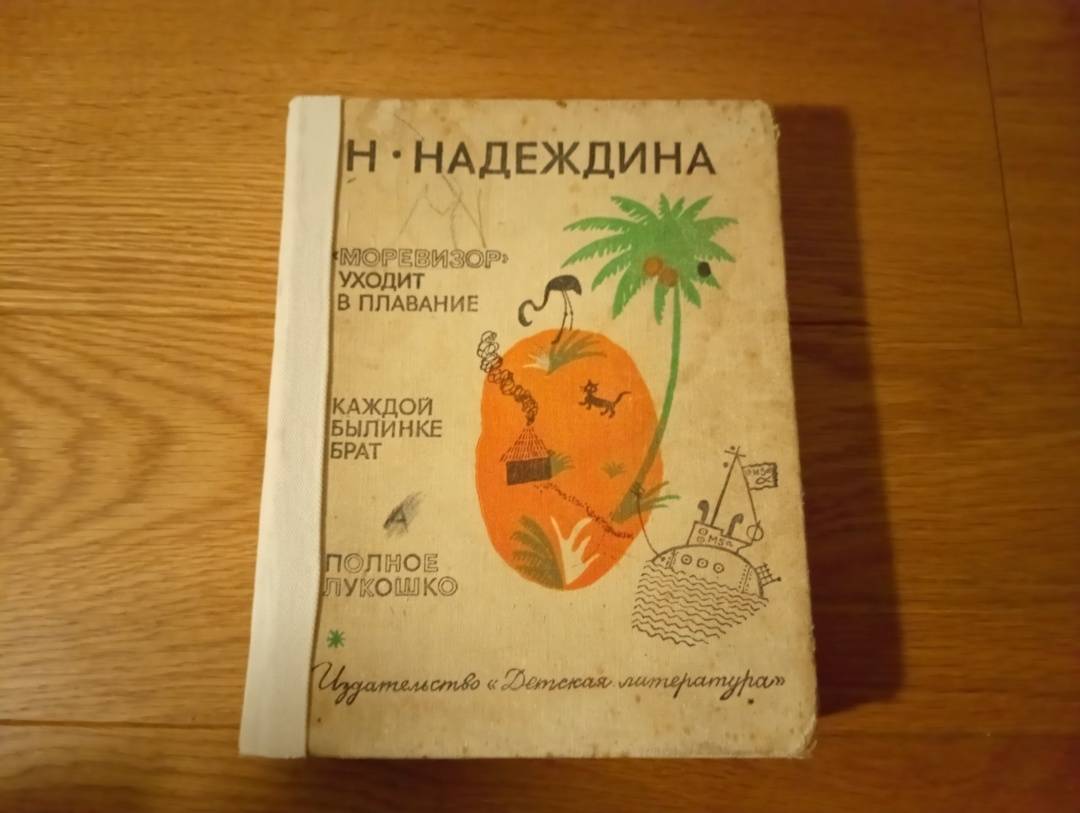 Н · НАДЕЖДИНА
«МОРЕВИЗОР»
УХОДИТ
В ПЛАВАНИЕ
КАЖДОЙ
БЫЛИНКЕ
БРАТ
ПОЛНОЕ
ЛУКОШКО
Издательство «Детская литература»